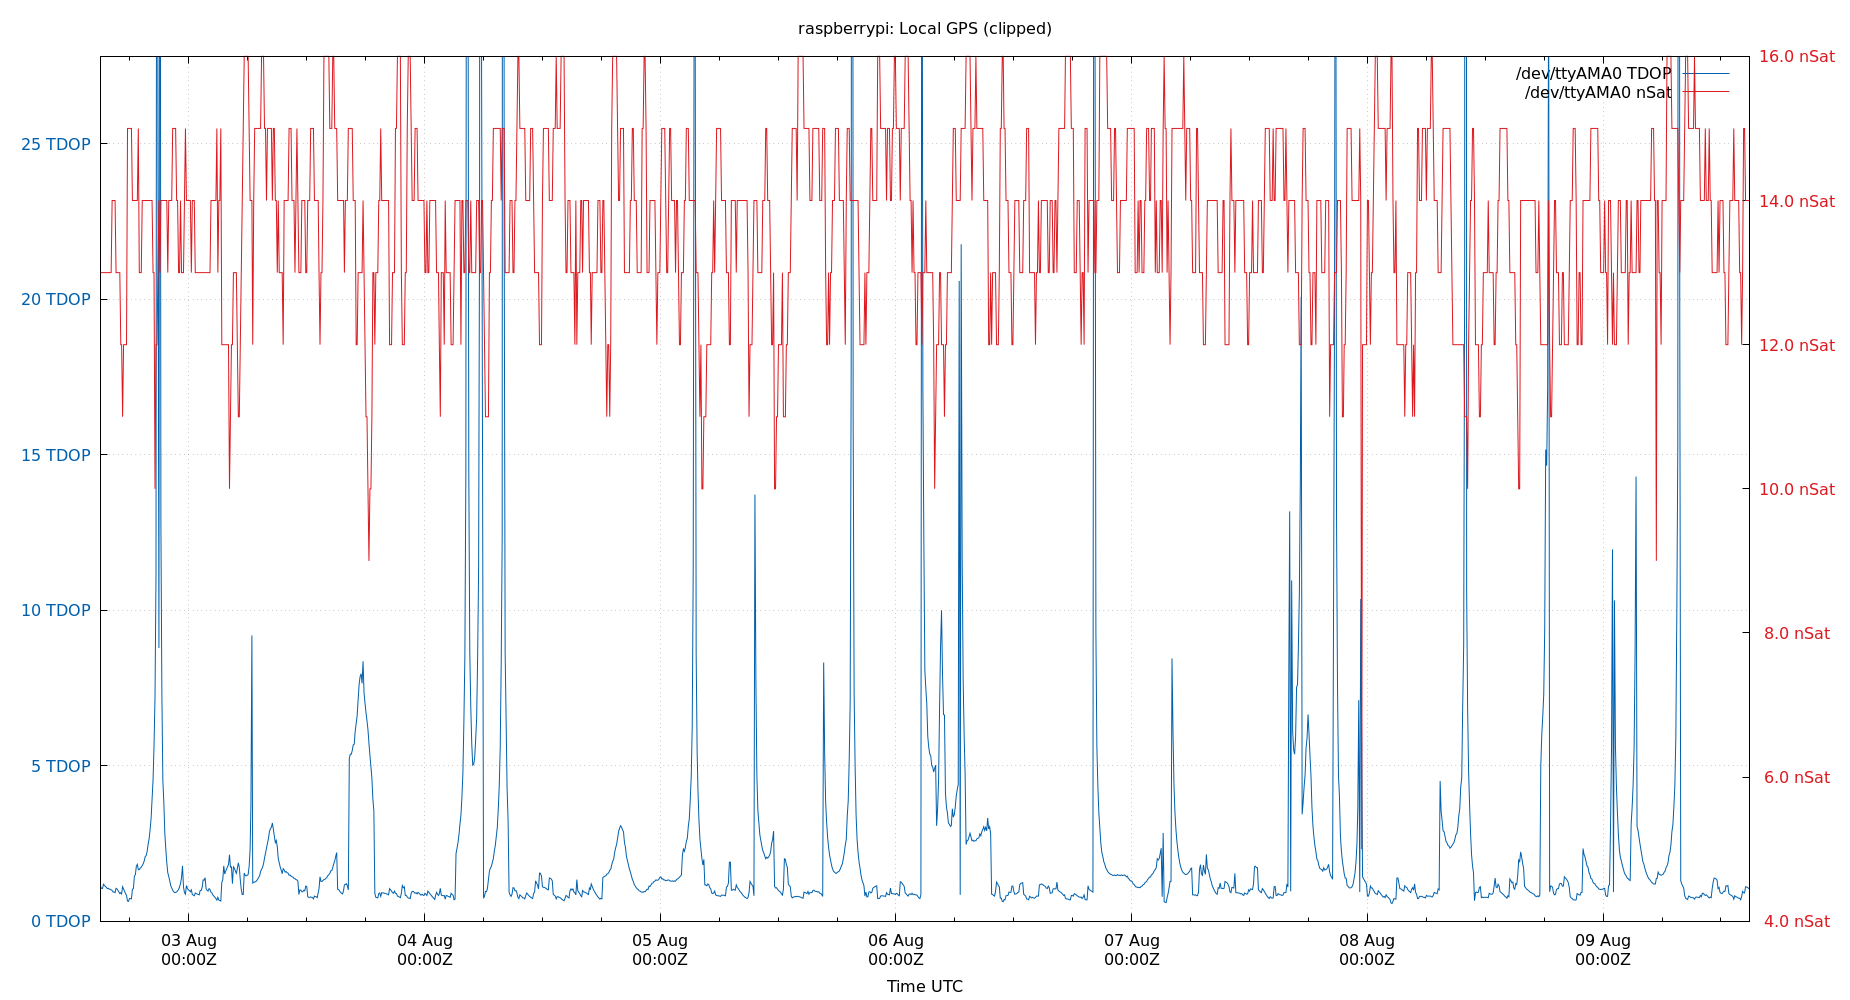 raspberrypi: Local GPS (clipped)
16.0 nSat
/dev/ttyAMA0 TDOP
/dev/ttyAMA0 nSat
25 TDOP
14.0 nSat
20 TDOP
12.0 nSat
15 TDOP
10.0 nSat
10 TDOP
8.0 nSat
5 TDOP
6.0 nSat
0 TDOP
4.0 nSat
03 Aug
00:00Z
04 Aug
00:00Z
05 Aug
00:00Z
06 Aug
00:00Z
07 Aug
00:00Z
08 Aug
00:00Z
09 Aug
00:00Z
Time UTC